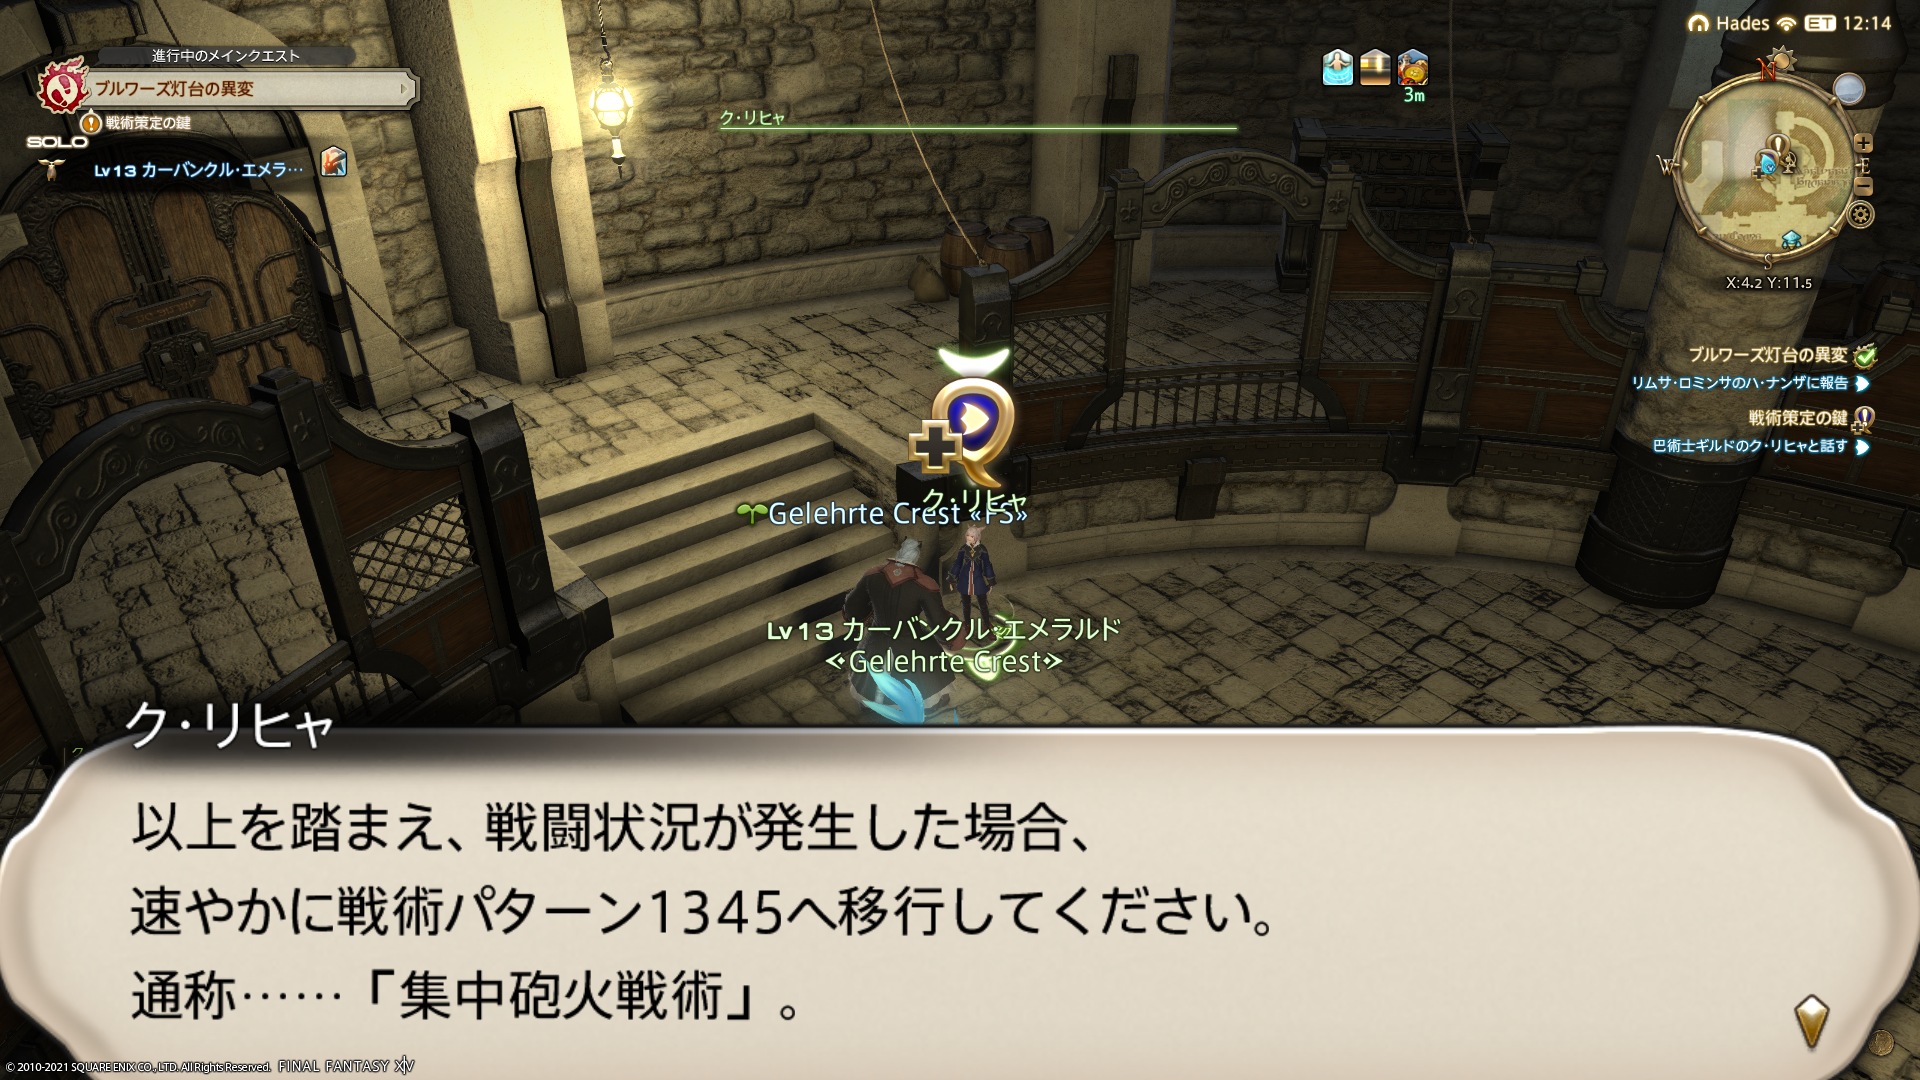 進行中のメインクエスト
ブルワーズ灯台の異変
戦術策定の鍵
SOLO
Lv13 カーバンクル・エメラ…
ク・リヒャ
3m
Hades ET 12:14
N
W
E
S
X:4.2 Y:11.5
ブルワーズ灯台の異変
リムサ・ロミンサのハ・ナンザに報告
戦術策定の鍵
巴術士ギルドのク・リヒャと話す
ク・リヒャ
Gelehrte Crest «FS»
Lv13 カーバンクル・エメラルド
Gelehrte Crest
ク・リヒャ
以上を踏まえ、戦闘状況が発生した場合、
速やかに戦術パターン1345へ移行してください。
通称……「集中砲火戦術」。
© 2010-2021 SQUARE ENIX CO., LTD. All Rights Reserved. FINAL FANTASY XIV